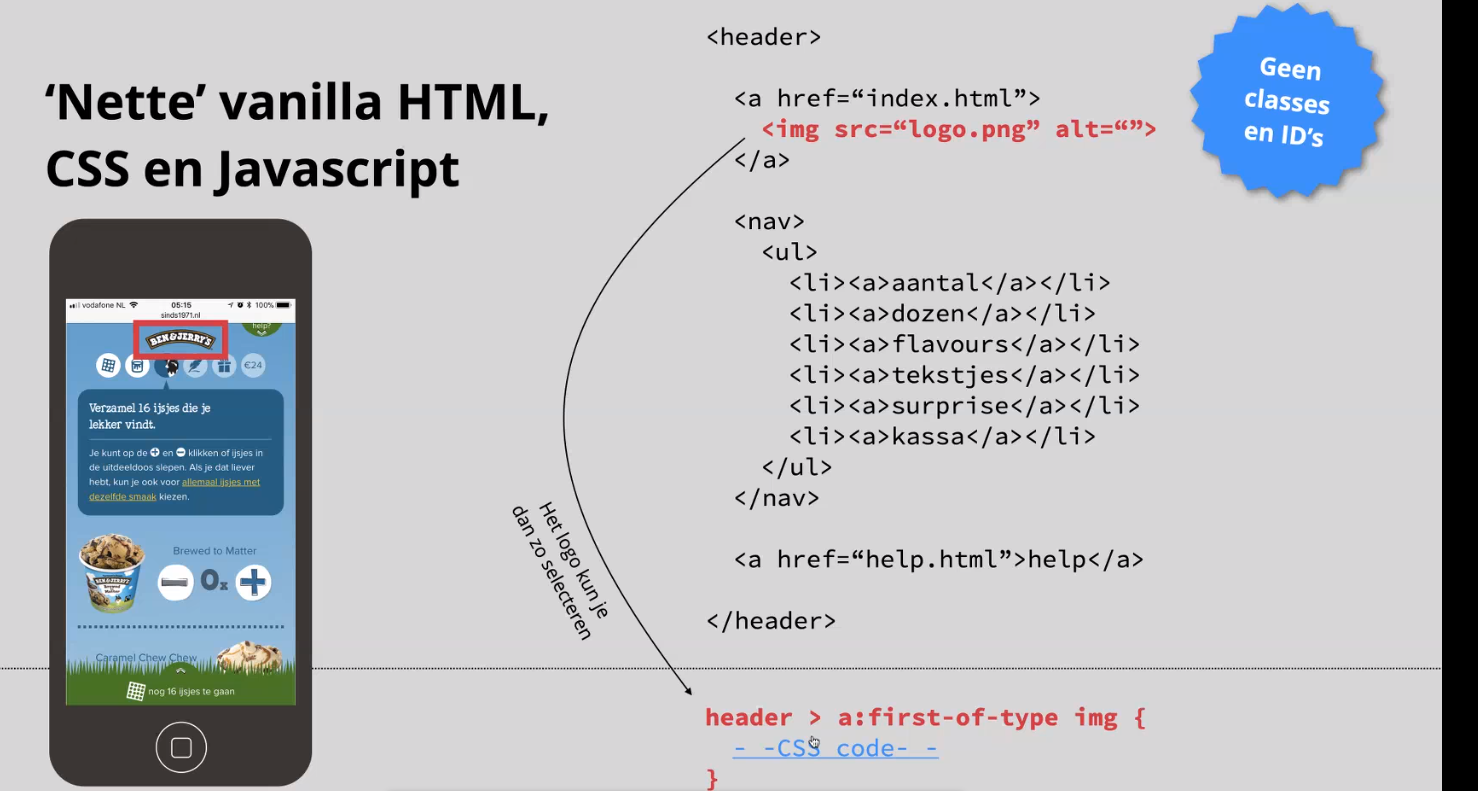 ‘Nette’ vanilla HTML,
CSS en Javascript
vodafone NL
05:15
100%
sinds1971.nl
help?
BEN&JERRY'S
€24
Verzamel 16 ijsjes die je
lekker vindt.
Je kunt op de en klikken of ijsjes in
de uitdeeldoos slepen. Als je dat liever
hebt, kun je ook voor allemaal ijsjes met
dezelfde smaak kiezen.
BEN&JERRY'S
Brewed to Matter
0x
Caramel Chew Chew
nog 16 ijsjes te gaan
Het logo kun je
dan zo selecteren
<header>
<a href=“index.html”>
<img src=“logo.png” alt=“”>
</a>
<nav>
<ul>
<li><a>aantal</a></li>
<li><a>dozen</a></li>
<li><a>flavours</a></li>
<li><a>tekstjes</a></li>
<li><a>surprise</a></li>
<li><a>kassa</a></li>
</ul>
</nav>
<a href=“help.html”>help</a>
</header>
header > a:first-of-type img {
- -CSS code- -
}
Geen
classes
en ID’s